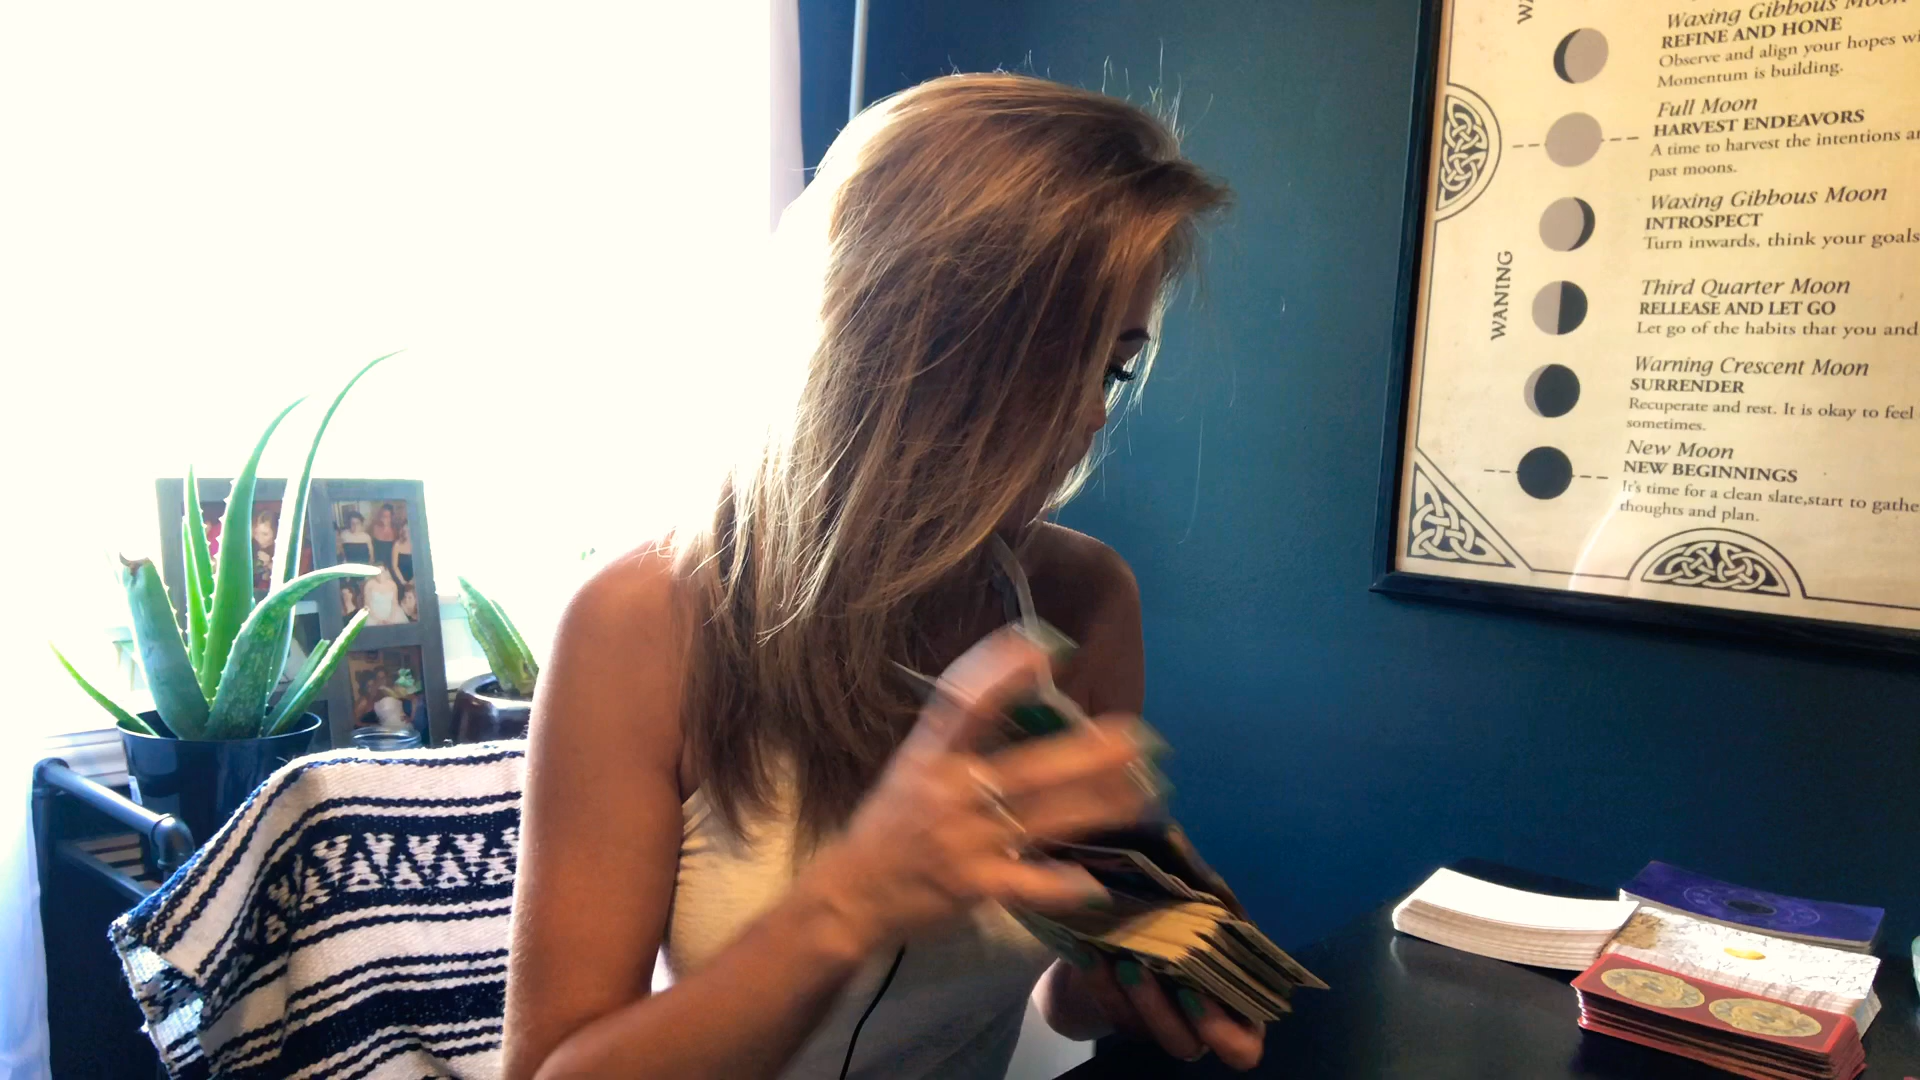 Waxing Gibbous Moon
REFINE AND HONE
Observe and align your hopes
Momentum is building.
Full Moon
HARVEST ENDEAVORS
A time to harvest the intentions
past moons.
Waxing Gibbous Moon
INTROSPECT
Turn inwards, think your goals
WANING
Third Quarter Moon
RELLEASE AND LET GO
Let go of the habits that you and
Warning Crescent Moon
SURRENDER
Recuperate and rest. It is okay to feel
sometimes.
New Moon
NEW BEGINNINGS
It's time for a clean slate,start to
thoughts and plan.